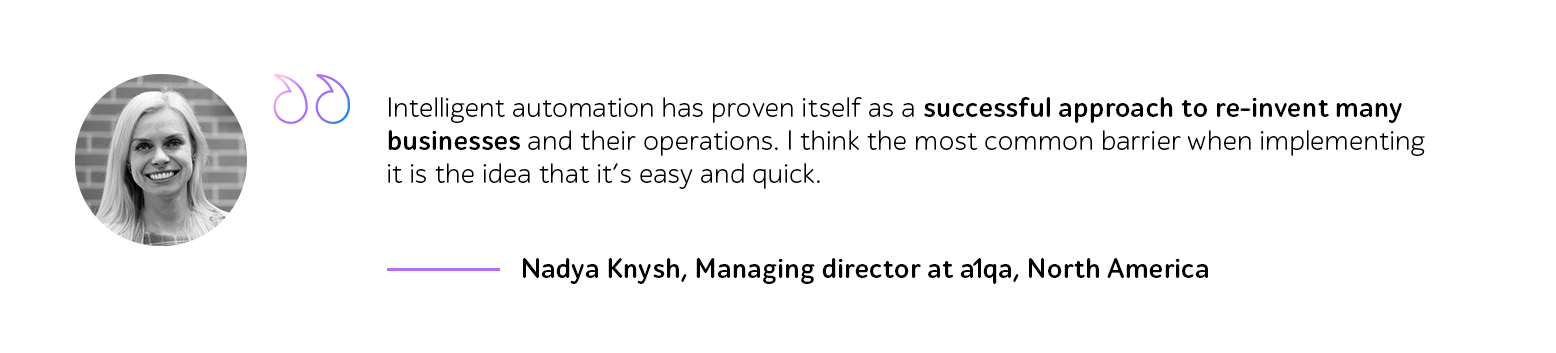 Intelligent automation has proven itself as a successful approach to re-invent many
businesses and their operations. I think the most common barrier when implementing
it is the idea that it’s easy and quick.
Nadya Knysh, Managing director at a1qa, North America